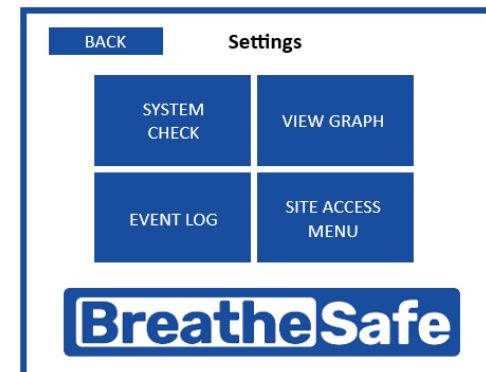 BACK
Settings
SYSTEM
CHECK
VIEW GRAPH
EVENT LOG
SITE ACCESS
MENU
BreatheSafe